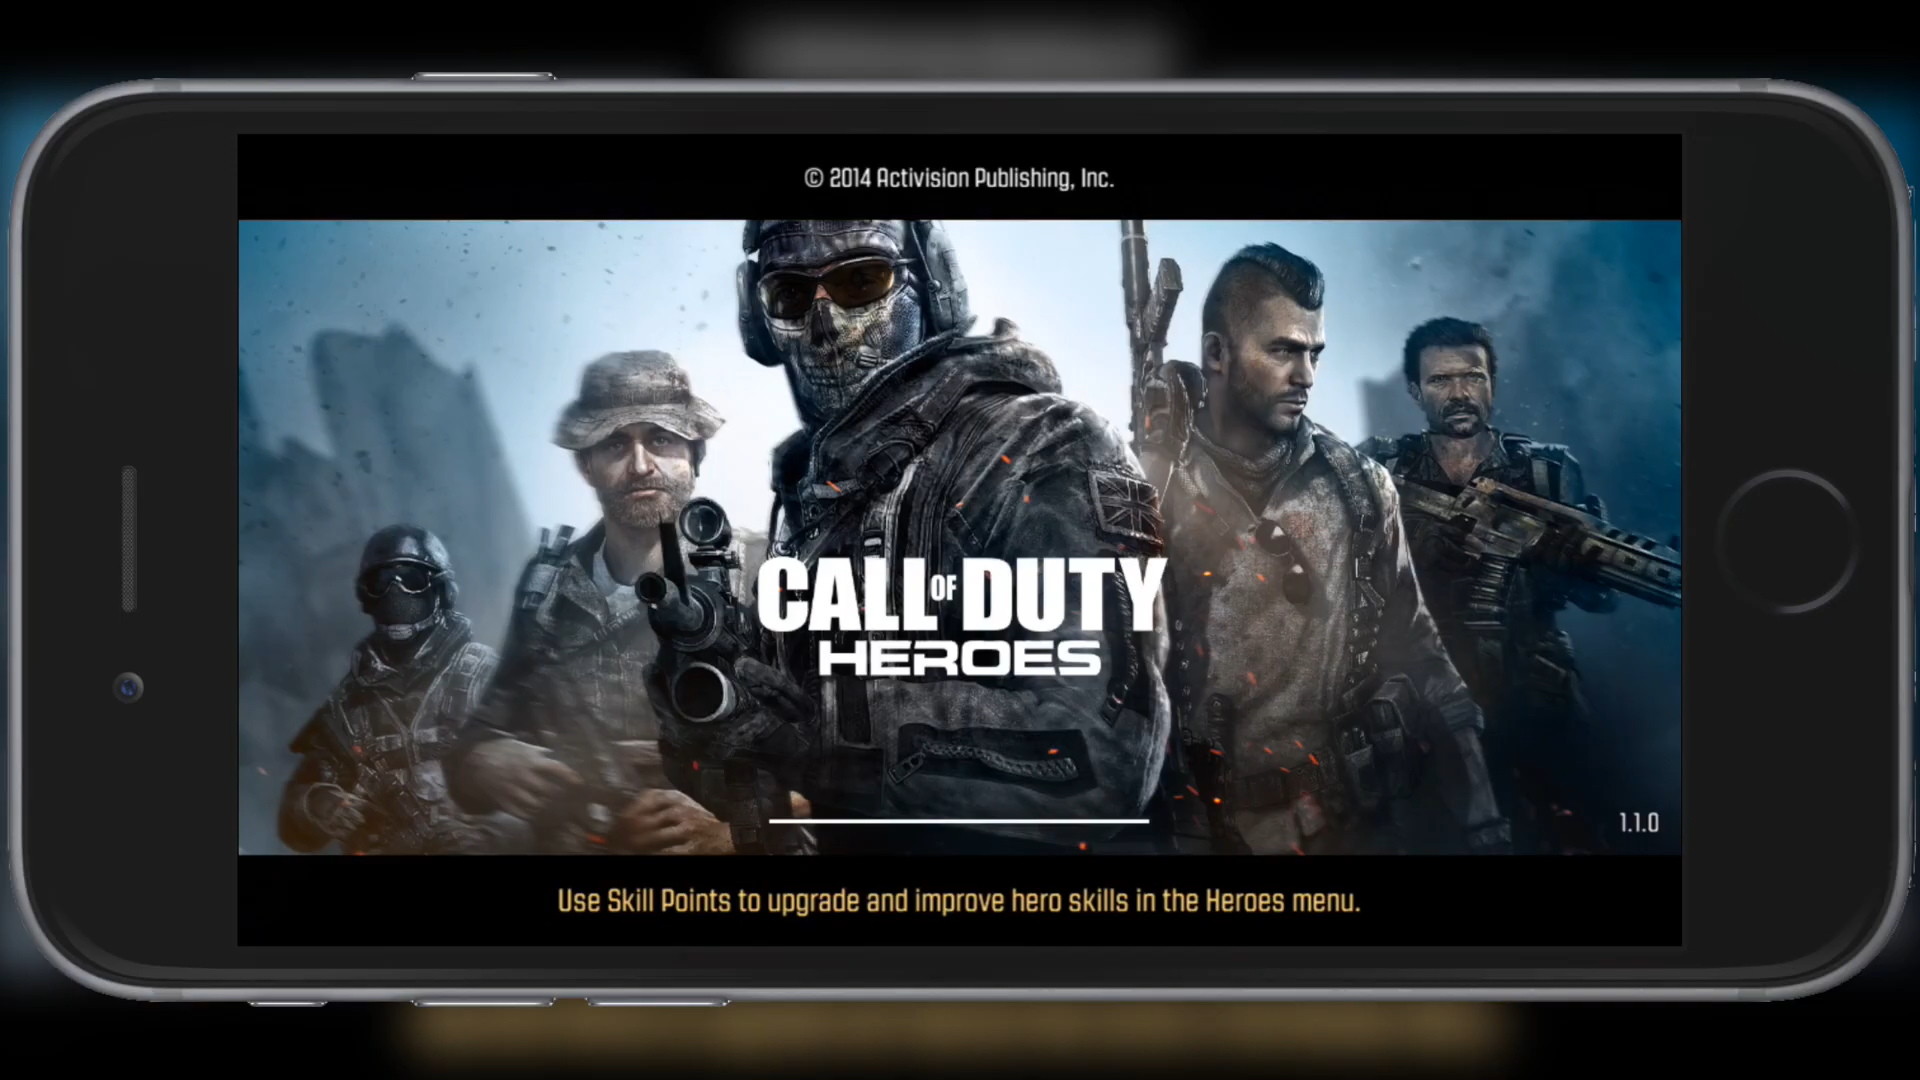 © 2014 Activision Publishing, Inc.
CALL OF DUTY
HEROES
1.1.0
Use Skill Points to upgrade and improve hero skills in the Heroes menu.